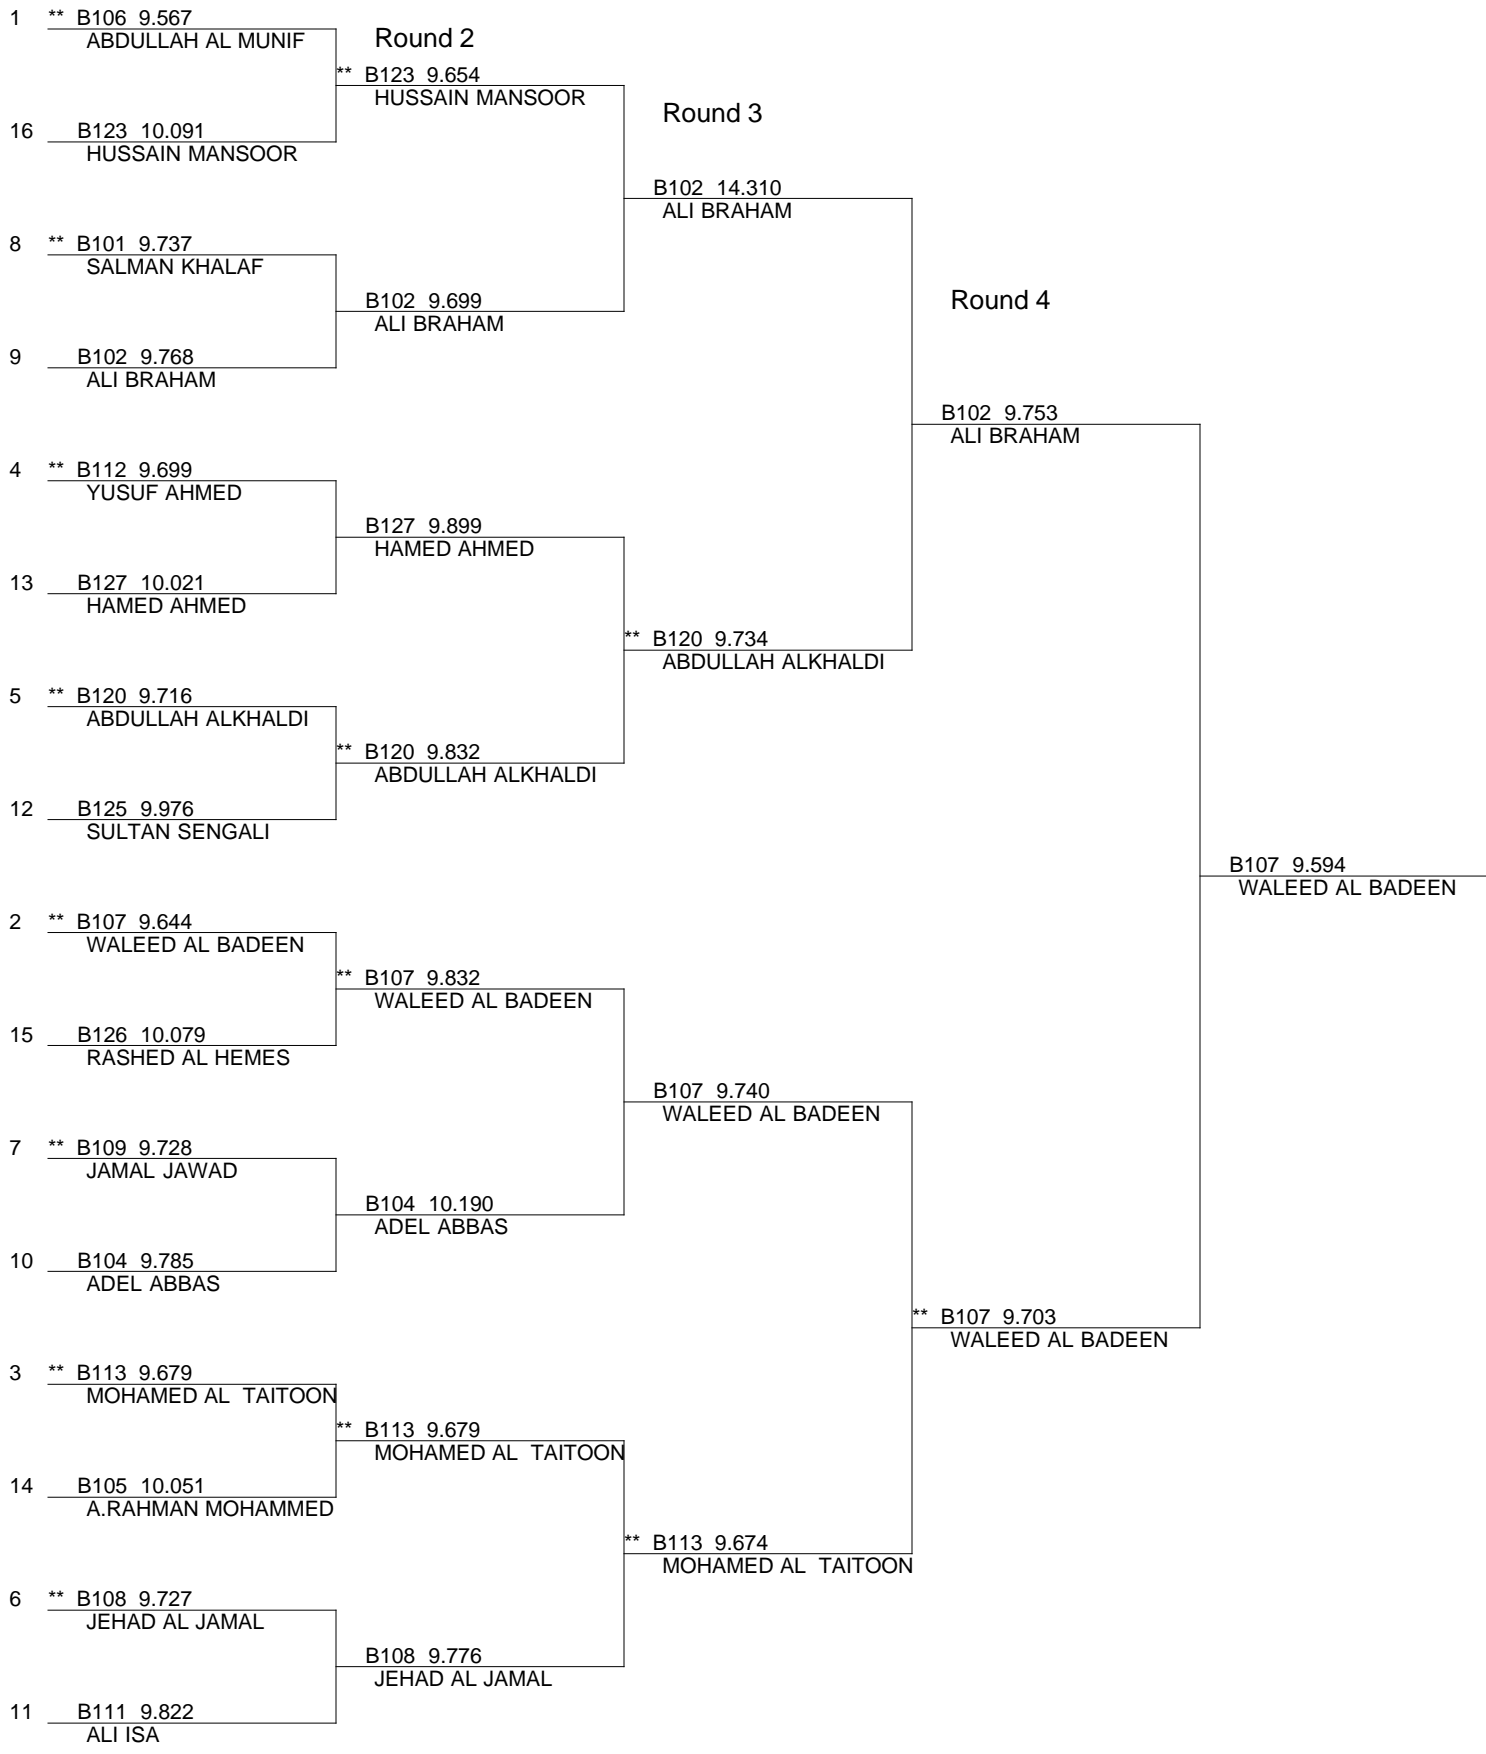 1 ** B106 9.567
ABDULLAH AL MUNIF
Round 2
** B123 9.654
HUSSAIN MANSOOR
Round 3
16 B123 10.091
HUSSAIN MANSOOR
B102 14.310
ALI BRAHAM
8 ** B101 9.737
SALMAN KHALAF
B102 9.699
ALI BRAHAM
Round 4
9 B102 9.768
ALI BRAHAM
B102 9.753
ALI BRAHAM
4 ** B112 9.699
YUSUF AHMED
B127 9.899
HAMED AHMED
13 B127 10.021
HAMED AHMED
** B120 9.734
ABDULLAH ALKHALDI
5 ** B120 9.716
ABDULLAH ALKHALDI
** B120 9.832
ABDULLAH ALKHALDI
12 B125 9.976
SULTAN SENGALI
B107 9.594
WALEED AL BADEEN
2 ** B107 9.644
WALEED AL BADEEN
** B107 9.832
WALEED AL BADEEN
15 B126 10.079
RASHED AL HEMES
B107 9.740
WALEED AL BADEEN
7 ** B109 9.728
JAMAL JAWAD
B104 10.190
ADEL ABBAS
10 B104 9.785
ADEL ABBAS
** B107 9.703
WALEED AL BADEEN
3 ** B113 9.679
MOHAMED AL  TAITOON
** B113 9.679
MOHAMED AL  TAITOON
14 B105 10.051
A.RAHMAN MOHAMMED
** B113 9.674
MOHAMED AL  TAITOON
6 ** B108 9.727
JEHAD AL JAMAL
B108 9.776
JEHAD AL JAMAL
11 B111 9.822
ALI ISA